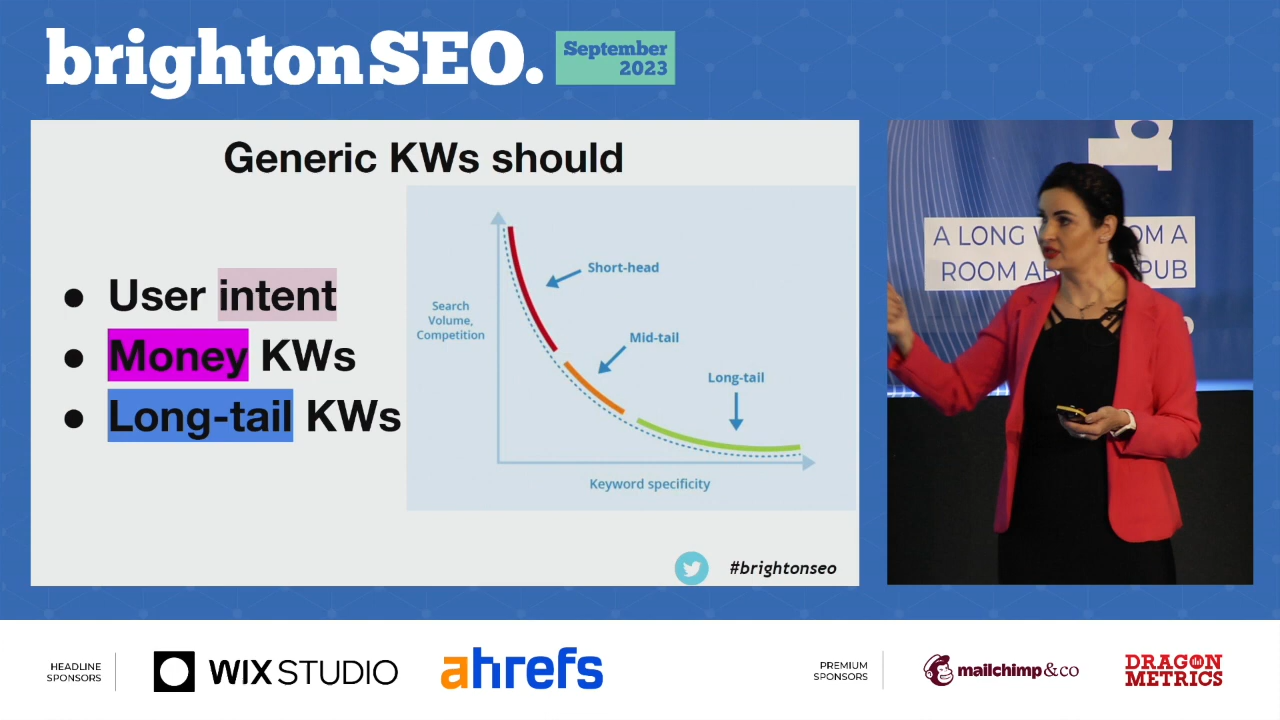 brightonSEO.
September
2023
Generic KWs should
● User intent
● Money KWs
● Long-tail KWs
Short-head
Search
Volume,
Competition
Mid-tail
Long-tail
Keyword specificity
#brightonseo
A LONG OM A
ROOM AB PUB
HEADLINE
SPONSORS
WIX STUDIO
ahrefs
PREMIUM
SPONSORS
mailchimp&co
DRAGON
METRICS